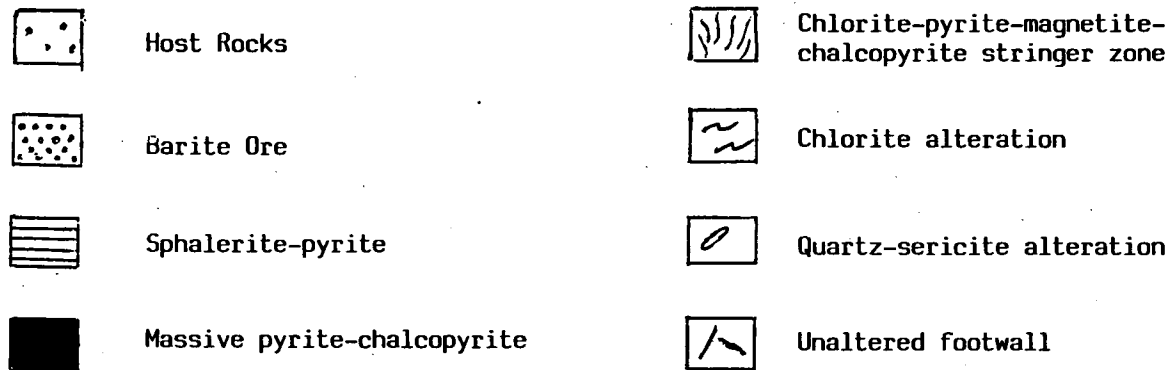 Host Rocks
Barite Ore
Sphalerite-pyrite
Massive pyrite-chalcopyrite
Chlorite-pyrite-magnetite-
chalcopyrite stringer zone
Chlorite alteration
Quartz-sericite alteration
Unaltered footwall